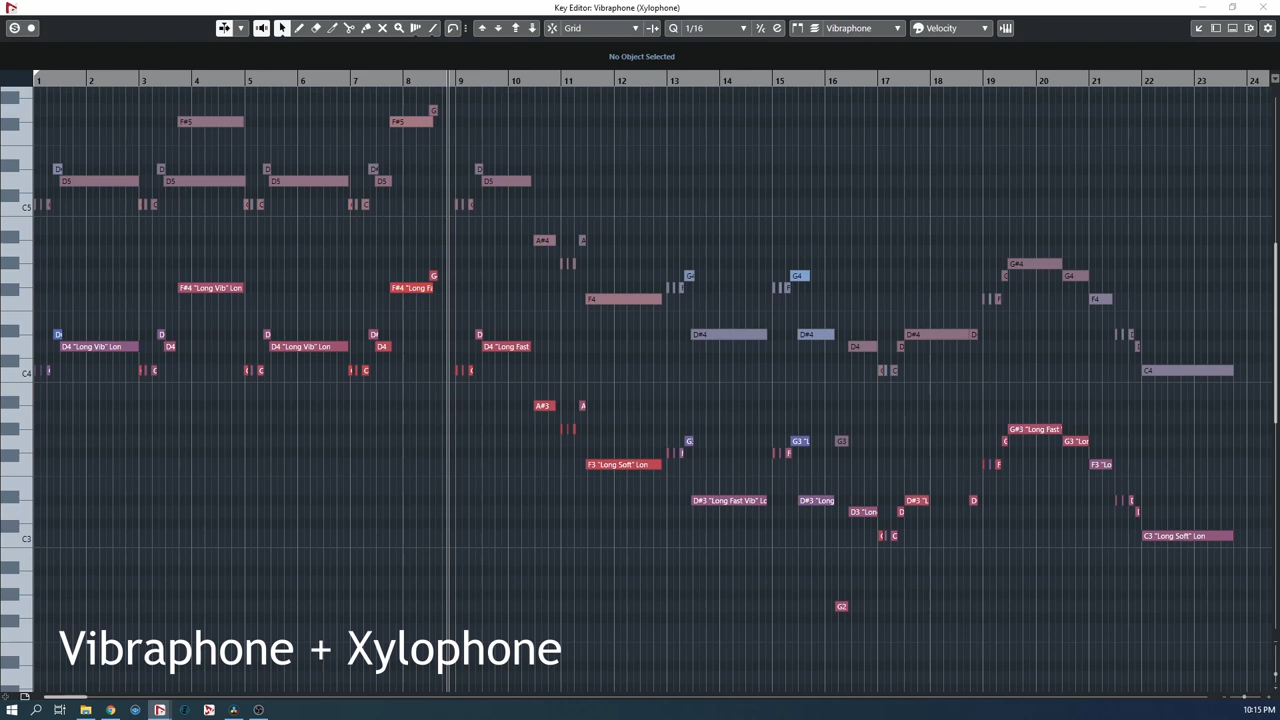 Key Editor: Vibraphone (Xylophone)
Grid 1/16 Vibraphone Velocity
No Object Selected
1 2 3 4 5 6 7 8 9 10 11 12 13 14 15 16 17 18 19 20 21 22 23 24
G
F#5 F#5
D D D D D
D5 D5 D5 D5 D5
C5
A#4 A
G#4
G G4 G4 G4
F#4 "Long Vib" Lon F#4 "Long Fa
F4 F4
D D D D D#4 D#4 D#4
D4 "Long Vib" Lon D4 D4 "Long Vib" Lon D4 D4 "Long Fast D4
C4 C4
A#3 A
G#3 "Long Fast
G3 "L G3 G3 "Lon
F3 "Long Soft" Lon F3 "Lo
D#3 "Long Fast Vib" Lo D#3 "Long D#3 "L
D3 "Lon
C3 C3 "Long Soft" Lon
G2
Vibraphone + Xylophone
10:15 PM